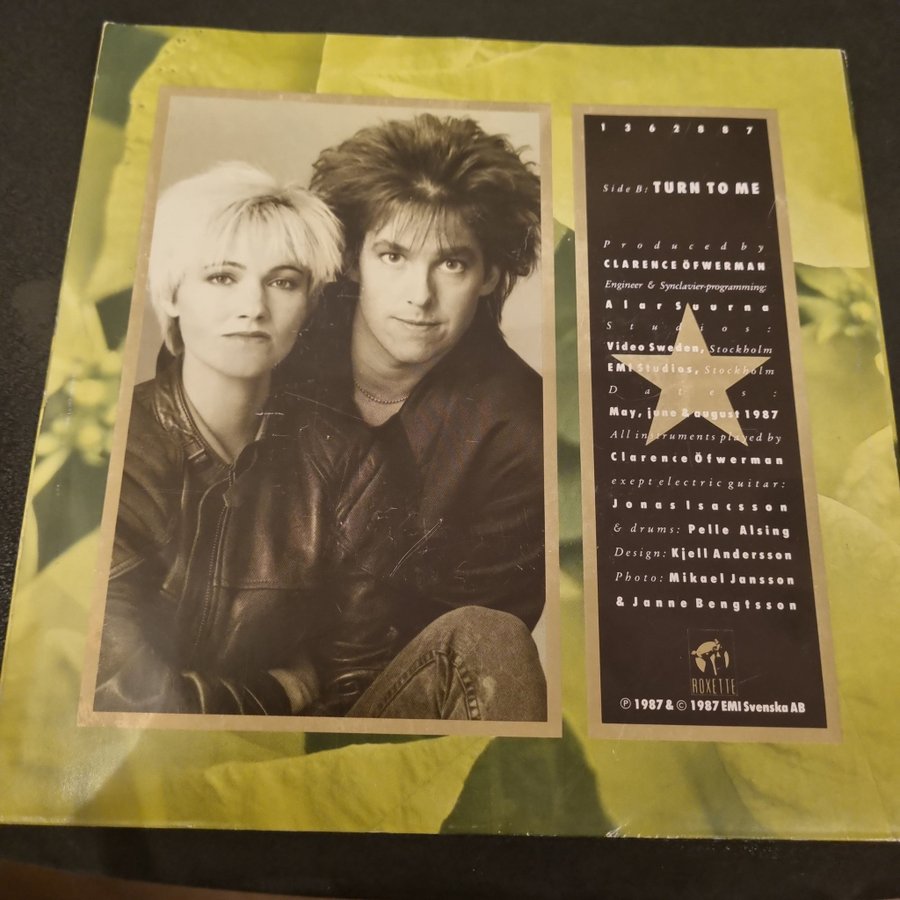 1362887
Side B: TURN TO ME
Produced by
CLARENCE ÖFWERMAN
Engineer & Synclavier-programming:
Alar Suurna
Studios:
Video Sweden, Stockholm
EMI Studios, Stockholm
Dates:
May, june & august 1987
All instruments played by
Clarence Öfwerman
exept electric guitar:
Jonas Isacsson
& drums: Pelle Alsing
Design: Kjell Andersson
Photo: Mikael Jansson
& Janne Bengtsson
ROXETTE
℗ 1987 & © 1987 EMI Svenska AB